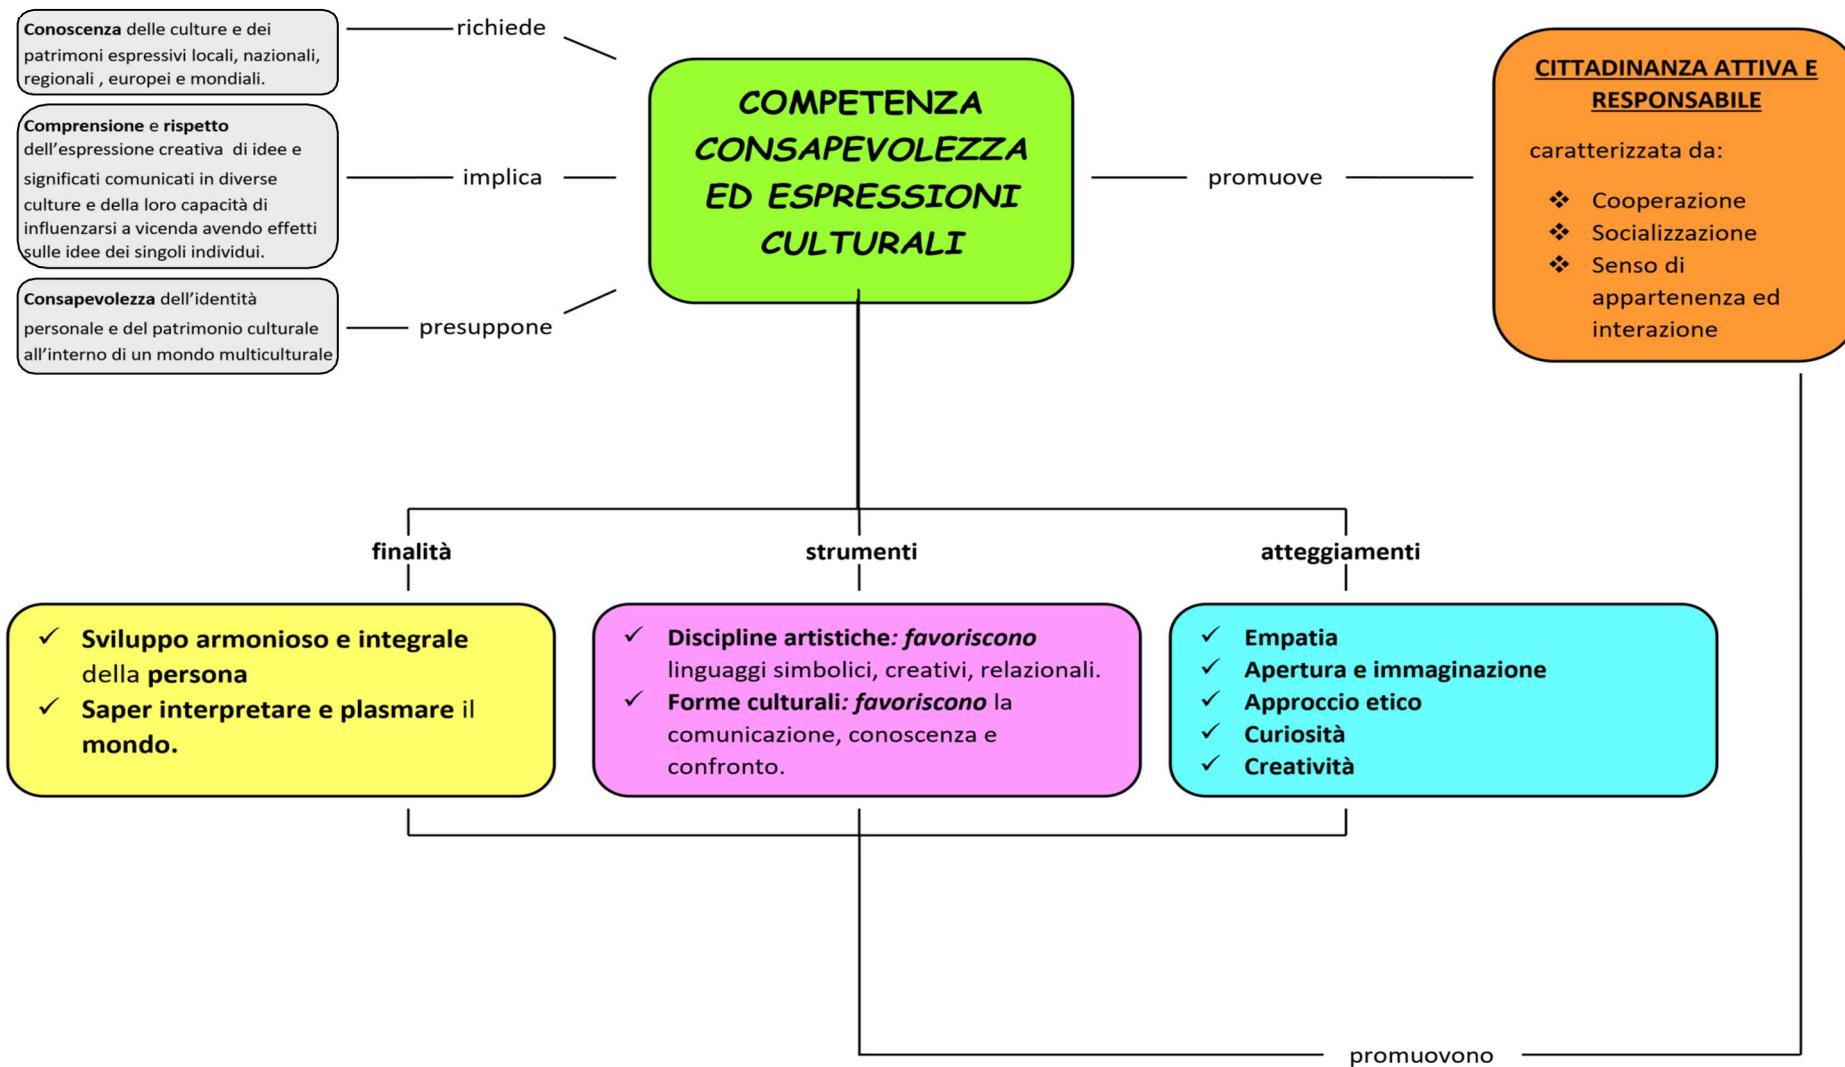 Conoscenza delle culture e dei
patrimoni espressivi locali, nazionali,
regionali , europei e mondiali.
richiede
Comprensione e rispetto
dell’espressione creativa di idee e
significati comunicati in diverse
culture e della loro capacità di
influenzarsi a vicenda avendo effetti
sulle idee dei singoli individui.
implica
Consapevolezza dell’identità
personale e del patrimonio culturale
all’interno di un mondo multiculturale
presuppone
COMPETENZA
CONSAPEVOLEZZA
ED ESPRESSIONI
CULTURALI
promuove
CITTADINANZA ATTIVA E
RESPONSABILE
caratterizzata da:
❖ Cooperazione
❖ Socializzazione
❖ Senso di
appartenenza ed
interazione
finalità
✓ Sviluppo armonioso e integrale
della persona
✓ Saper interpretare e plasmare il
mondo.
strumenti
✓ Discipline artistiche: favoriscono
linguaggi simbolici, creativi, relazionali.
✓ Forme culturali: favoriscono la
comunicazione, conoscenza e
confronto.
atteggiamenti
✓ Empatia
✓ Apertura e immaginazione
✓ Approccio etico
✓ Curiosità
✓ Creatività
promuovono